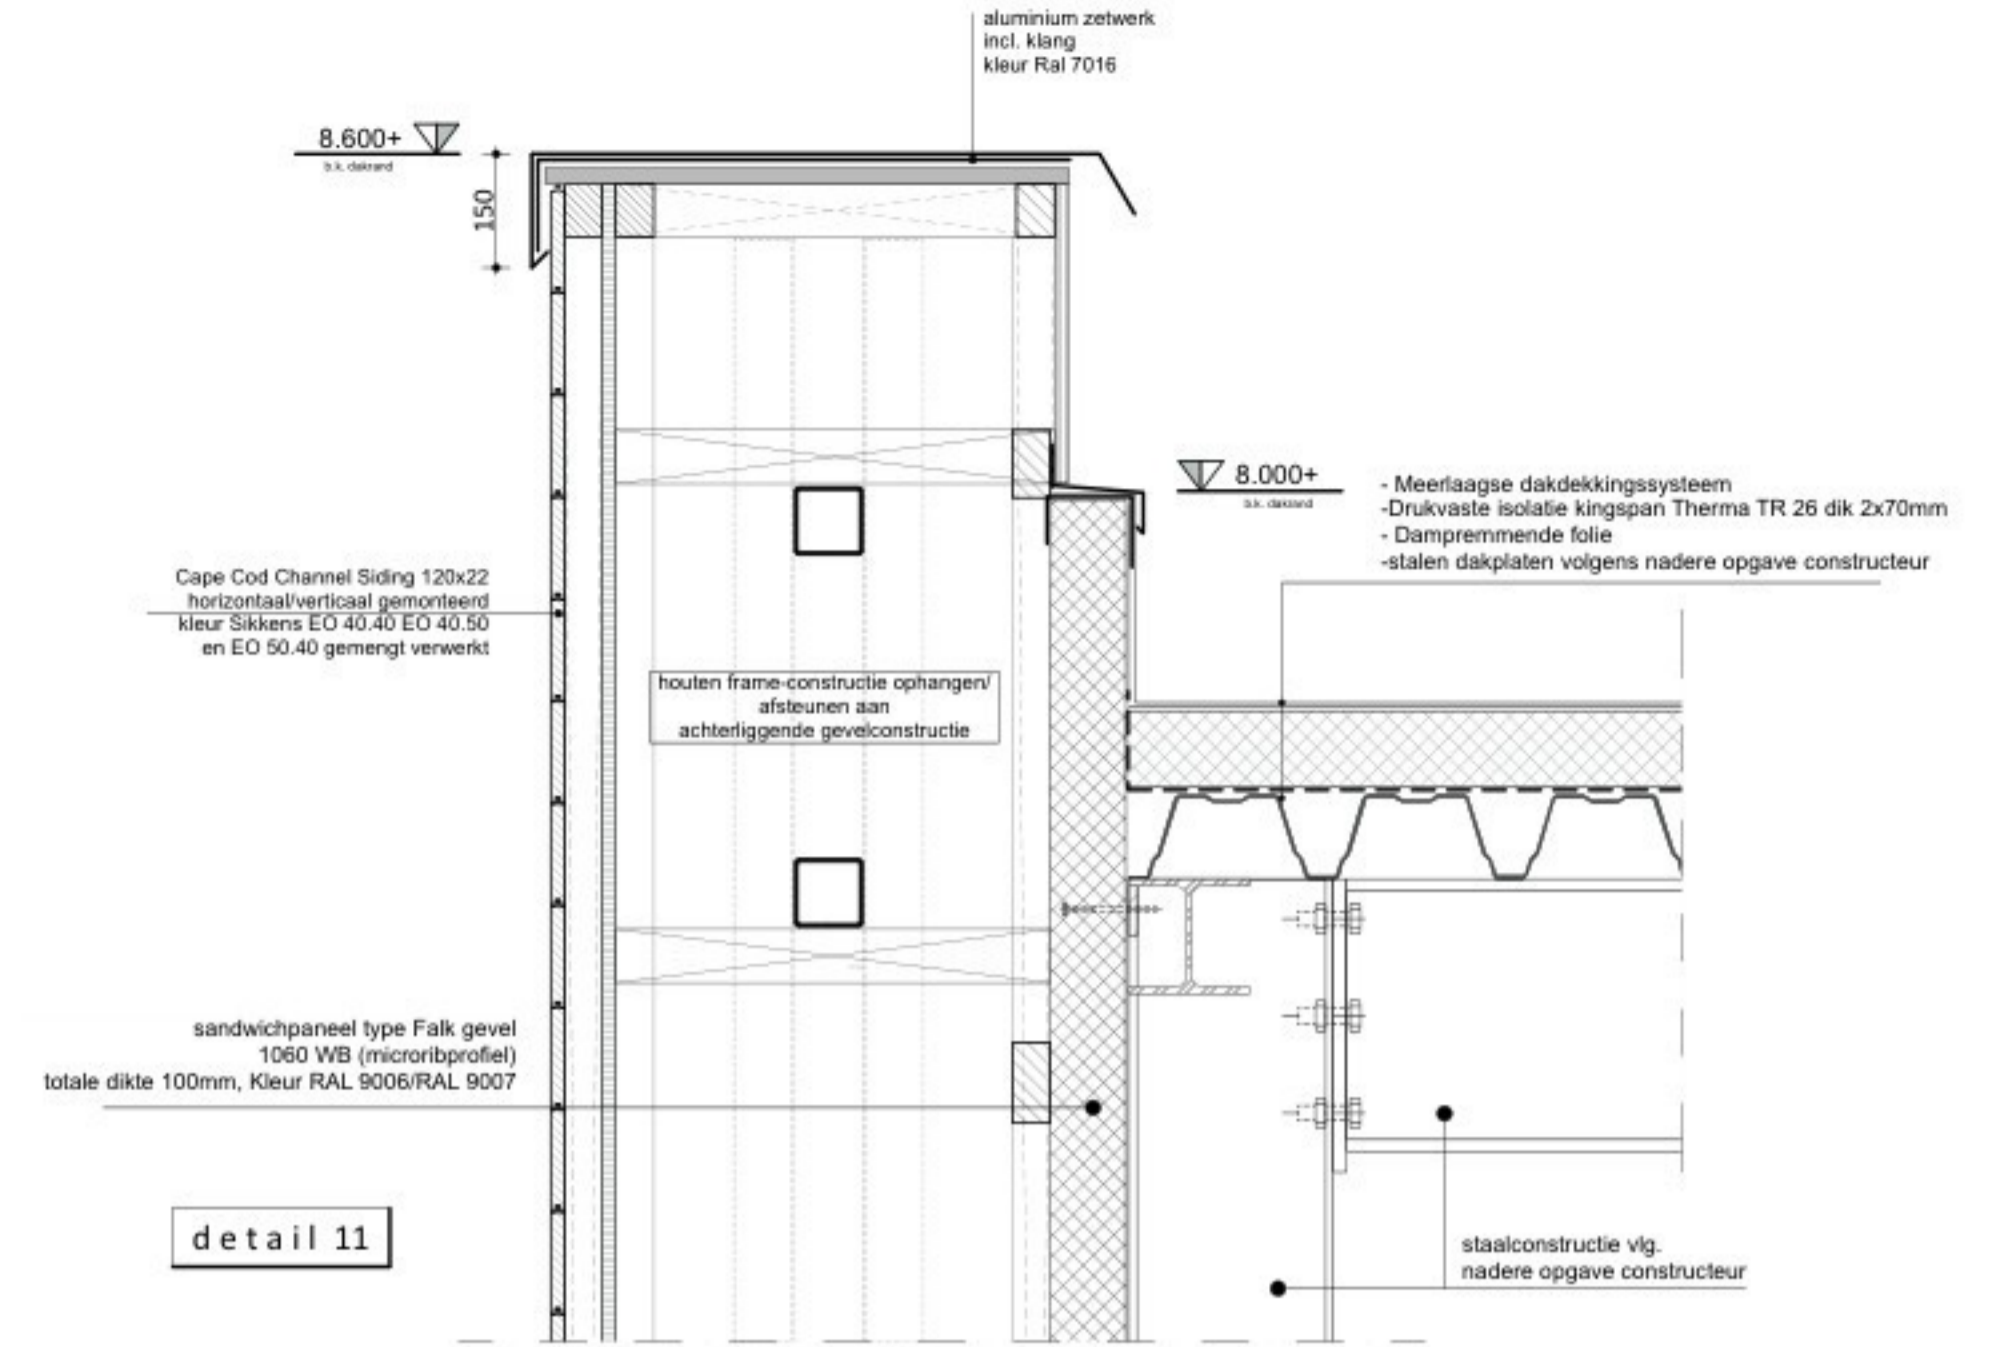 aluminium zetwerk
incl. klang
kleur Ral 7016
8.600+
b.k. dakrand
150
8.000+
b.k. dakrand
- Meerlaagse dakdekkingssysteem
-Drukvaste isolatie kingspan Therma TR 26 dik 2x70mm
- Dampremmende folie
-stalen dakplaten volgens nadere opgave constructeur
Cape Cod Channel Siding 120x22
horizontaal/verticaal gemonteerd
kleur Sikkens EO 40.40 EO 40.50
en EO 50.40 gemengt verwerkt
houten frame-constructie ophangen/
afsteunen aan
achterliggende gevelconstructie
sandwichpaneel type Falk gevel
1060 WB (microribprofiel)
totale dikte 100mm, Kleur RAL 9006/RAL 9007
detail 11
staalconstructie vlg.
nadere opgave constructeur